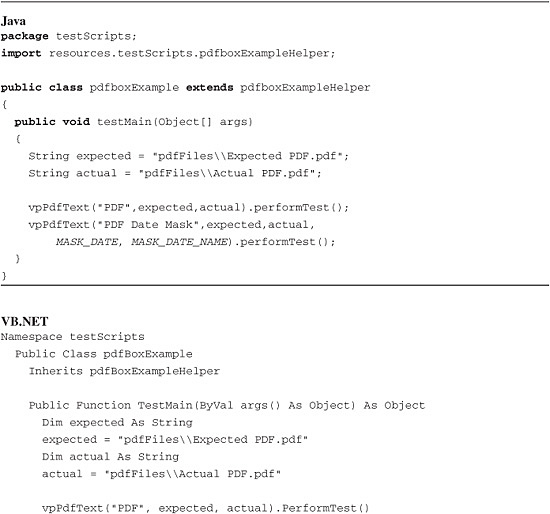 Java
package testScripts;
import resources.testScripts.pdfboxExampleHelper;
public class pdfboxExample extends pdfboxExampleHelper
{
public void testMain(Object[] args)
{
String expected = "pdfFiles\\Expected PDF.pdf";
String actual = "pdfFiles\\Actual PDF.pdf";
vpPdfText("PDF",expected,actual).performTest();
vpPdfText("PDF Date Mask",expected,actual,
MASK_DATE, MASK_DATE_NAME).performTest();
}
}
VB.NET
Namespace testScripts
Public Class pdfBoxExample
Inherits pdfBoxExampleHelper
Public Function TestMain(ByVal args() As Object) As Object
Dim expected As String
expected = "pdfFiles\\Expected PDF.pdf"
Dim actual As String
actual = "pdfFiles\\Actual PDF.pdf"
vpPdfText("PDF", expected, actual).PerformTest()